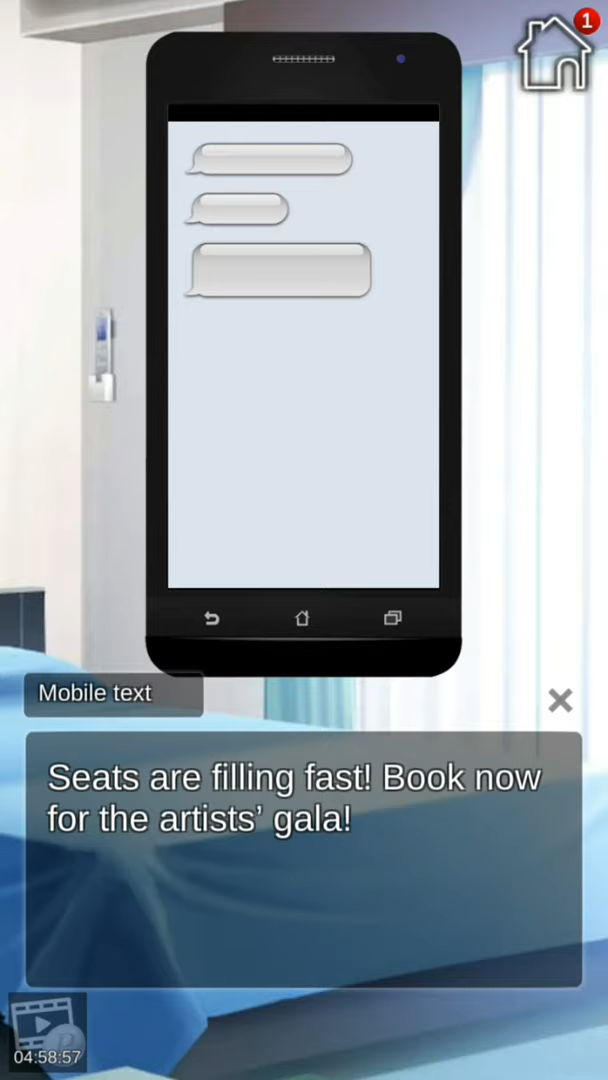 1
Mobile text
Seats are filling fast! Book now
for the artists’ gala!
04:58:57